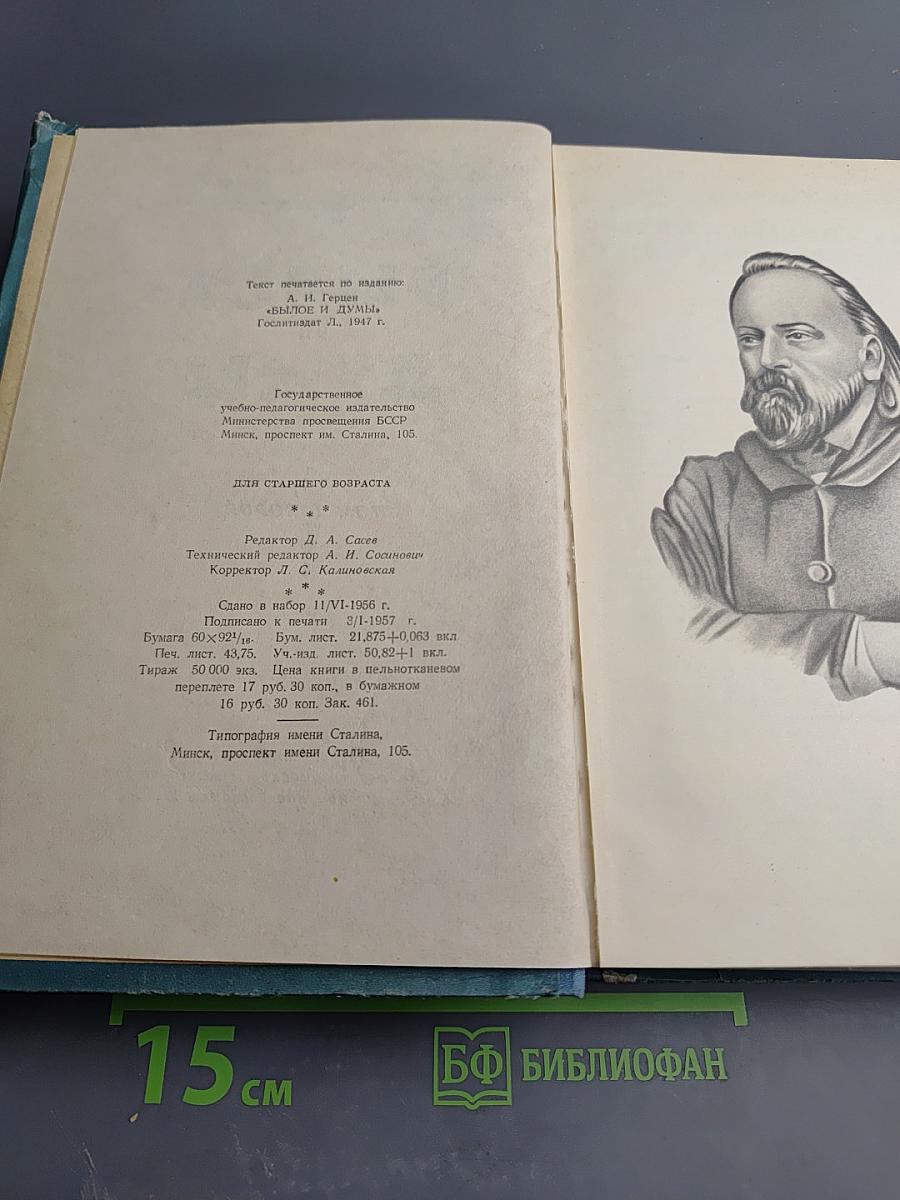 Текст печатается по изданию:
А. И. Герцен
«БЫЛОЕ И ДУМЫ»
Гослитиздат Л., 1947 г.
Государственное
учебно-педагогическое издательство
Министерства просвещения БССР
Минск, проспект им. Сталина, 105.
ДЛЯ СТАРШЕГО ВОЗРАСТА
* * *
Редактор Д. А. Сасев
Технический редактор А. И. Сосинович
Корректор Л. С. Калиновская
* * *
Сдано в набор 11/VI-1956 г.
Подписано к печати 3/I-1957 г.
Бумага 60×92¹/₁₆. Бум. лист. 21,875+0,063 вкл
Печ. лист. 43,75. Уч.-изд. лист. 50,82+1 вкл.
Тираж 50 000 экз. Цена книги в цельнотканевом
переплете 17 руб. 30 коп., в бумажном
16 руб. 30 коп. Зак. 461.
Типография имени Сталина,
Минск, проспект имени Сталина, 105.
15 см
БФ БИБЛИОФАН